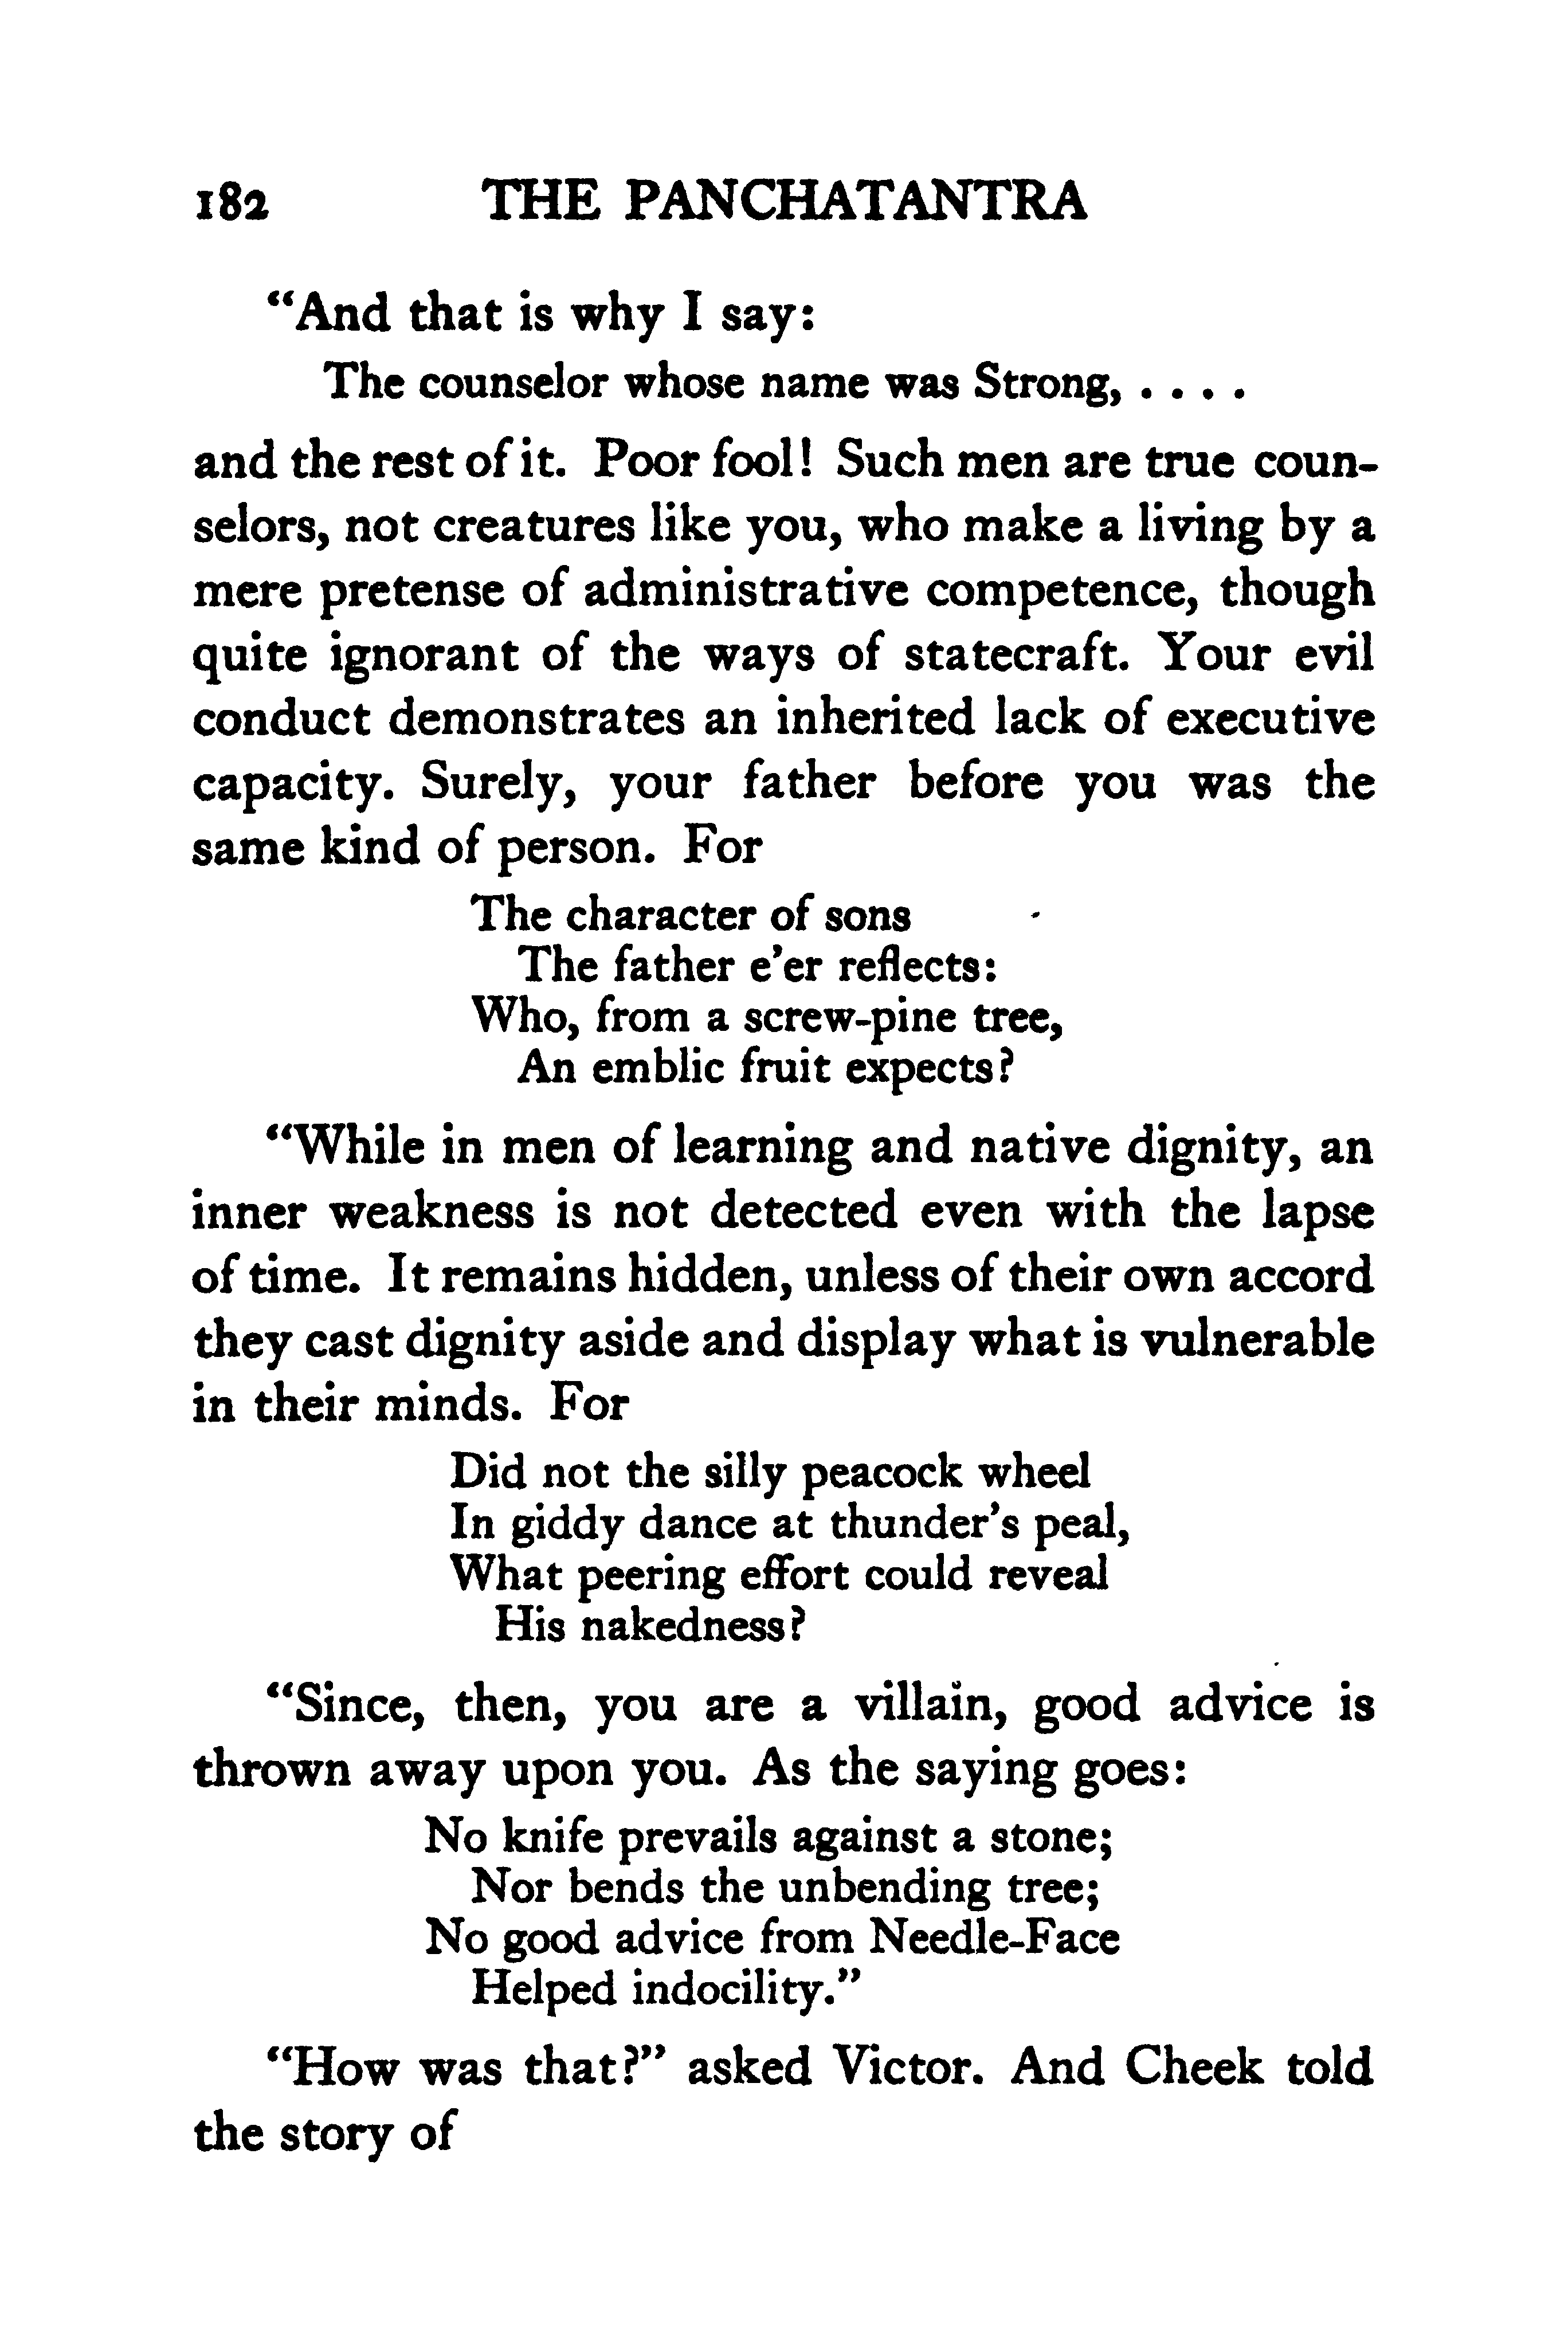 182 THE PANCHATANTRA
“And that is why I say:
The counselor whose name was Strong, . . . .
and the rest of it. Poor fool! Such men are true coun-
selors, not creatures like you, who make a living by a
mere pretense of administrative competence, though
quite ignorant of the ways of statecraft. Your evil
conduct demonstrates an inherited lack of executive
capacity. Surely, your father before you was the
same kind of person. For
The character of sons
The father e’er reflects:
Who, from a screw-pine tree,
An emblic fruit expects?
“While in men of learning and native dignity, an
inner weakness is not detected even with the lapse
of time. It remains hidden, unless of their own accord
they cast dignity aside and display what is vulnerable
in their minds. For
Did not the silly peacock wheel
In giddy dance at thunder’s peal,
What peering effort could reveal
His nakedness?
“Since, then, you are a villain, good advice is
thrown away upon you. As the saying goes:
No knife prevails against a stone;
Nor bends the unbending tree;
No good advice from Needle-Face
Helped indocility.”
“How was that?” asked Victor. And Cheek told
the story of